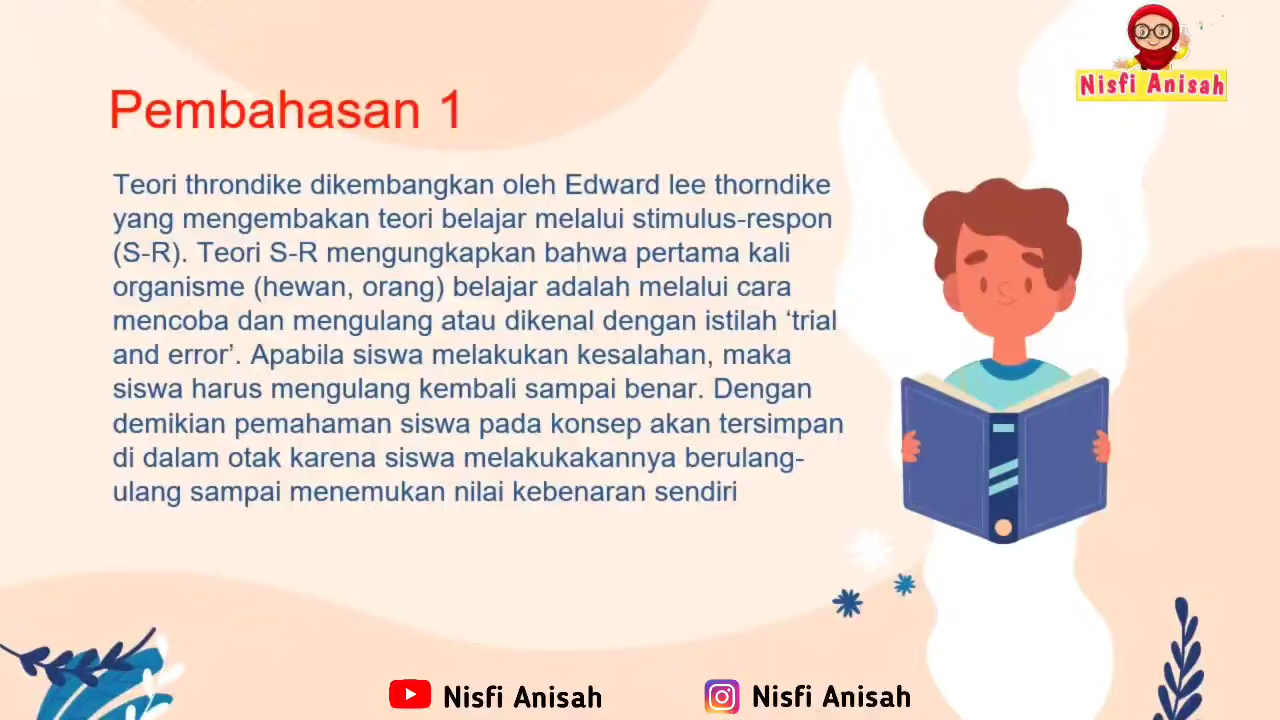 Nisfi Anisah
Pembahasan 1
Teori throndike dikembangkan oleh Edward lee thorndike
yang mengembakan teori belajar melalui stimulus-respon
(S-R). Teori S-R mengungkapkan bahwa pertama kali
organisme (hewan, orang) belajar adalah melalui cara
mencoba dan mengulang atau dikenal dengan istilah ‘trial
and error’. Apabila siswa melakukan kesalahan, maka
siswa harus mengulang kembali sampai benar. Dengan
demikian pemahaman siswa pada konsep akan tersimpan
di dalam otak karena siswa melakukakannya berulang-
ulang sampai menemukan nilai kebenaran sendiri
Nisfi Anisah
Nisfi Anisah